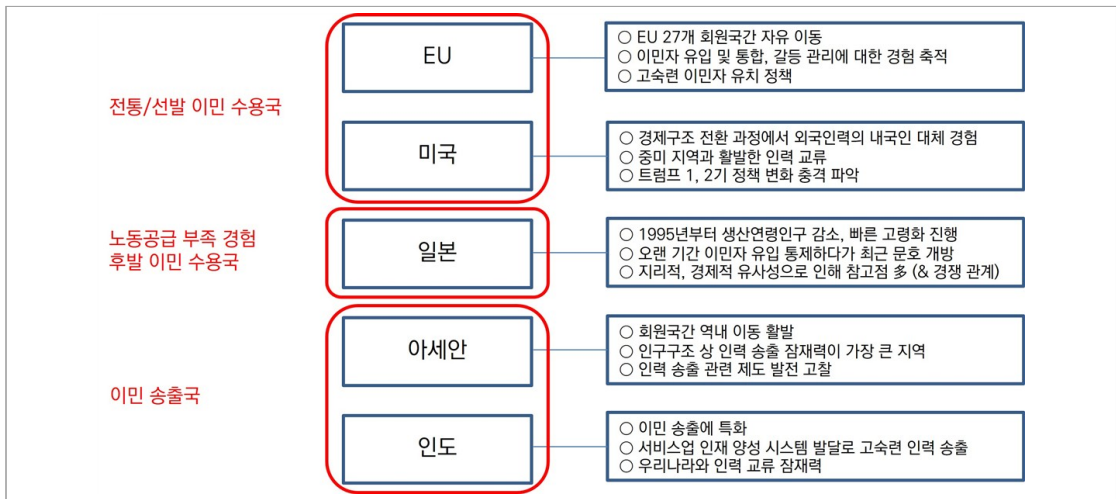 전통/선발 이민 수용국
EU
○ EU 27개 회원국간 자유 이동
○ 이민자 유입 및 통합, 갈등 관리에 대한 경험 축적
○ 고숙련 이민자 유치 정책
미국
○ 경제구조 전환 과정에서 외국인력의 내국인 대체 경험
○ 중미 지역과 활발한 인력 교류
○ 트럼프 1, 2기 정책 변화 충격 파악
노동공급 부족 경험
후발 이민 수용국
일본
○ 1995년부터 생산연령인구 감소, 빠른 고령화 진행
○ 오랜 기간 이민자 유입 통제하다가 최근 문호 개방
○ 지리적, 경제적 유사성으로 인해 참고점 多 (& 경쟁 관계)
이민 송출국
아세안
○ 회원국간 역내 이동 활발
○ 인구구조 상 인력 송출 잠재력이 가장 큰 지역
○ 인력 송출 관련 제도 발전 고찰
인도
○ 이민 송출에 특화
○ 서비스업 인재 양성 시스템 발달로 고숙련 인력 송출
○ 우리나라와 인력 교류 잠재력